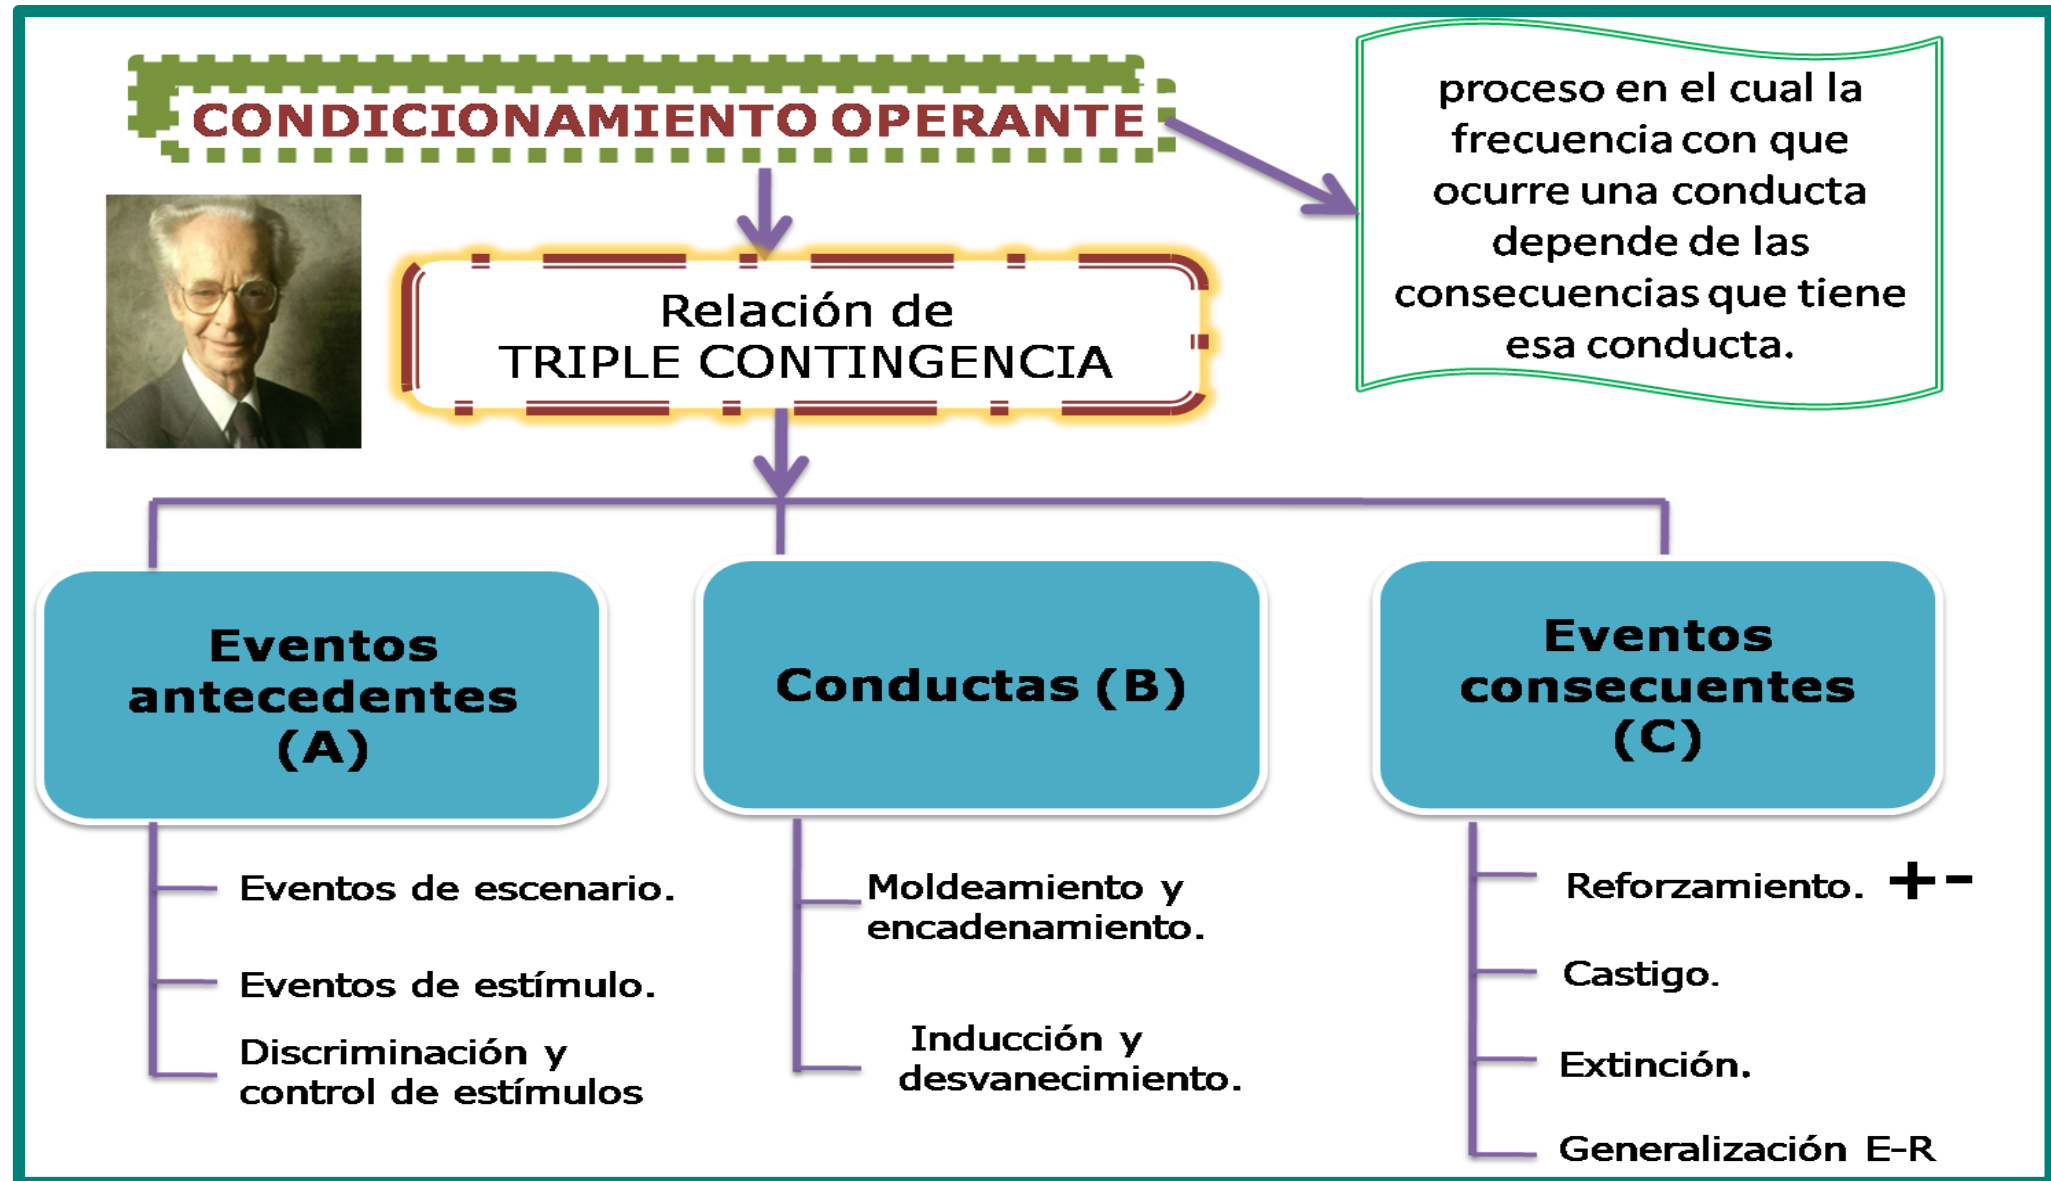 CONDICIONAMIENTO OPERANTE
proceso en el cual la
frecuencia con que
ocurre una conducta
depende de las
consecuencias que tiene
esa conducta.
Relación de
TRIPLE CONTINGENCIA
Eventos
antecedentes
(A)
Eventos de escenario.
Eventos de estímulo.
Discriminación y
control de estímulos
Conductas (B)
Moldeamiento y
encadenamiento.
Inducción y
desvanecimiento.
Eventos
consecuentes
(C)
Reforzamiento. + -
Castigo.
Extinción.
Generalización E-R